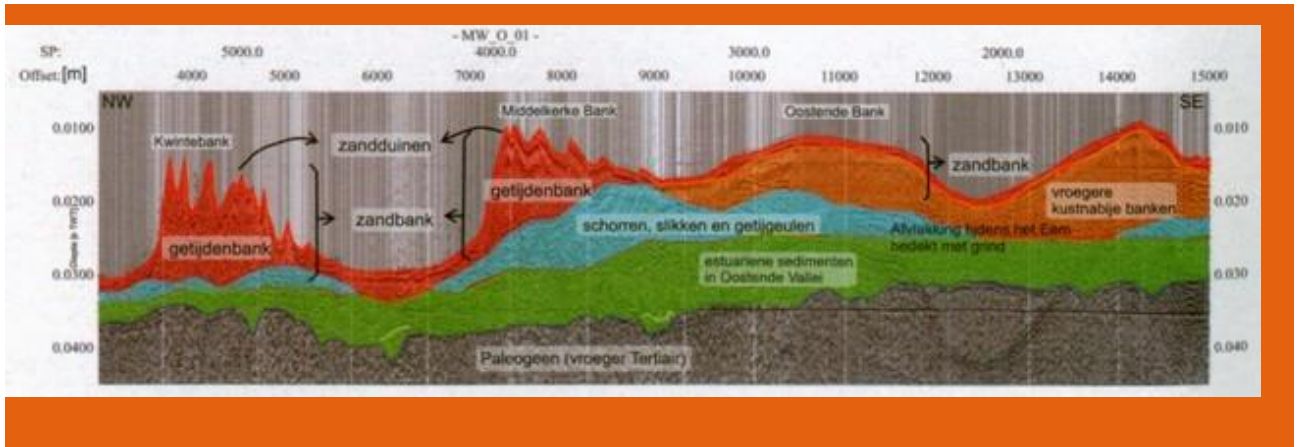 - MW_O_01 -
SP: 5000.0 4000.0 3000.0 2000.0
Offset: [m] 4000 5000 6000 7000 8000 9000 10000 11000 12000 13000 14000 15000
NW SE
Middelkerke Bank Oostende Bank
0.0100 0.010
Kwintebank
zandduinen
zandbank
getijdenbank
vroegere
kustnabije banken
0.0200 0.020
zandbank
schorren, slikken en getijgeulen
Afvlakking tijdens het Eem
bedekt met grind
getijdenbank
estuariene sedimenten
in Oostende Vallei
0.0300 0.030
0.0400 0.040
Paleogeen (vroeger Tertiair)